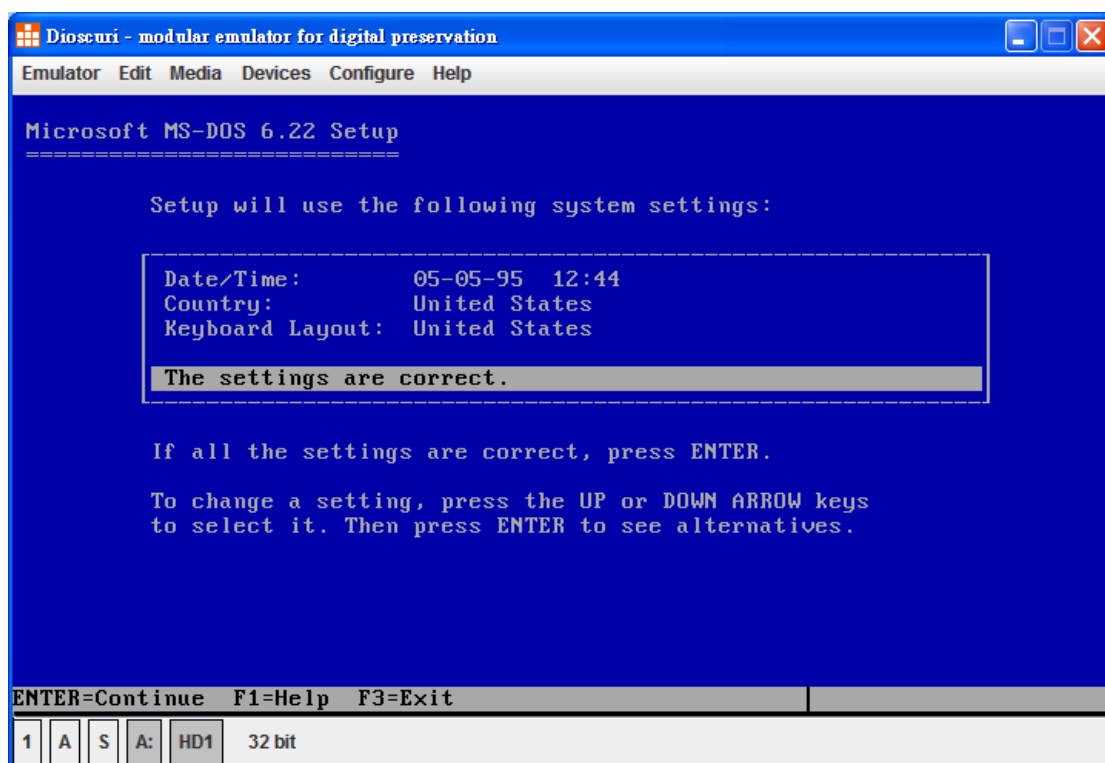 Dioscuri - modular emulator for digital preservation
Emulator Edit Media Devices Configure Help
Microsoft MS-DOS 6.22 Setup
===========================
Setup will use the following system settings:
Date/Time: 05-05-95 12:44
Country: United States
Keyboard Layout: United States
The settings are correct.
If all the settings are correct, press ENTER.
To change a setting, press the UP or DOWN ARROW keys
to select it. Then press ENTER to see alternatives.
ENTER=Continue F1=Help F3=Exit
1 A S A: HD1 32 bit